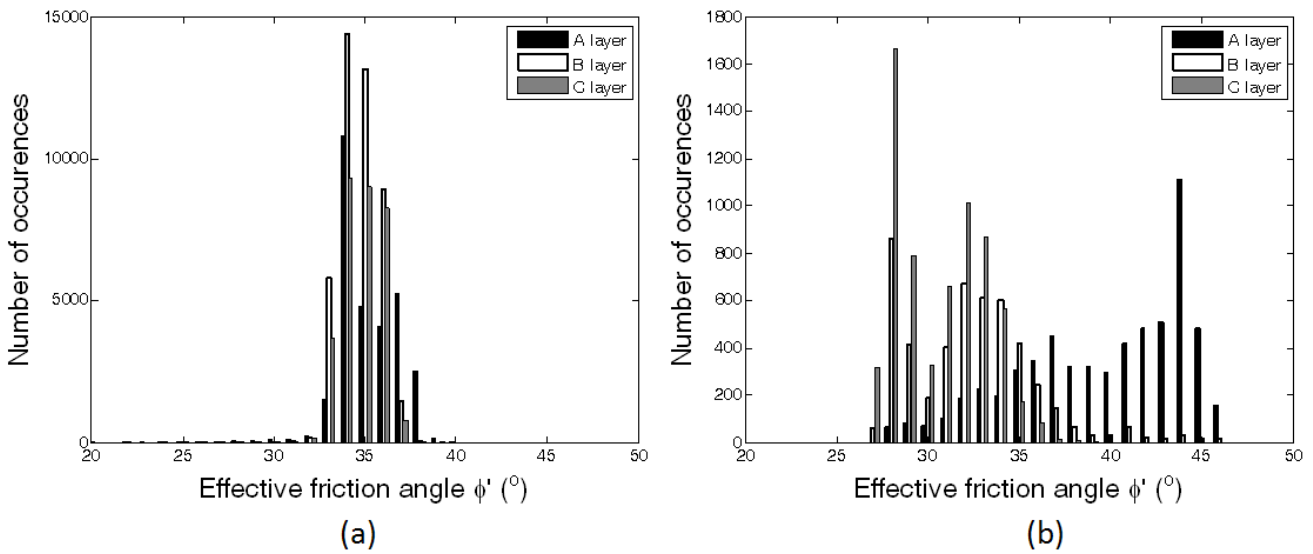 15000
10000
5000
0
20 25 30 35 40 45 50
Number of occurences
Effective friction angle ϕ' (⁰)
A layer
B layer
C layer
(a)
1800
1600
1400
1200
1000
800
600
400
200
0
20 25 30 35 40 45 50
Number of occurences
Effective friction angle ϕ' (⁰)
A layer
B layer
C layer
(b)